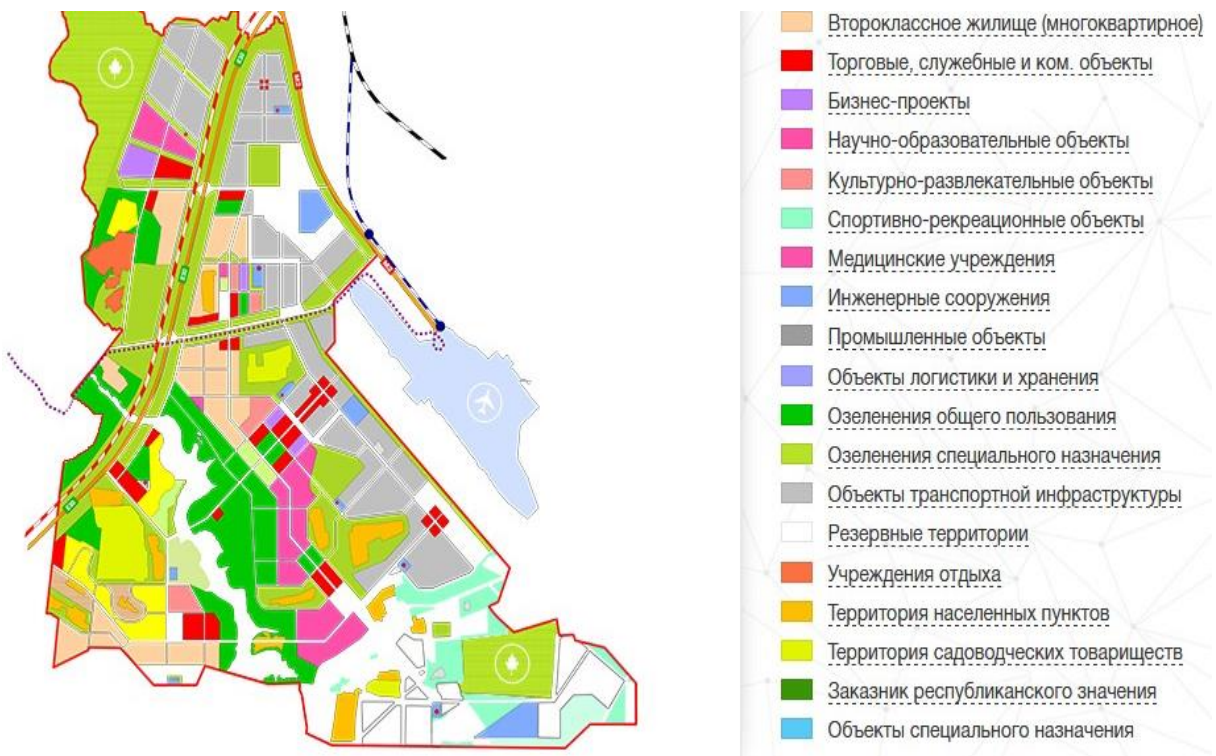 Второклассное жилище (многоквартирное)
Торговые, служебные и ком. объекты
Бизнес-проекты
Научно-образовательные объекты
Культурно-развлекательные объекты
Спортивно-рекреационные объекты
Медицинские учреждения
Инженерные сооружения
Промышленные объекты
Объекты логистики и хранения
Озеленения общего пользования
Озеленения специального назначения
Объекты транспортной инфраструктуры
Резервные территории
Учреждения отдыха
Территория населенных пунктов
Территория садоводческих товариществ
Заказник республиканского значения
Объекты специального назначения